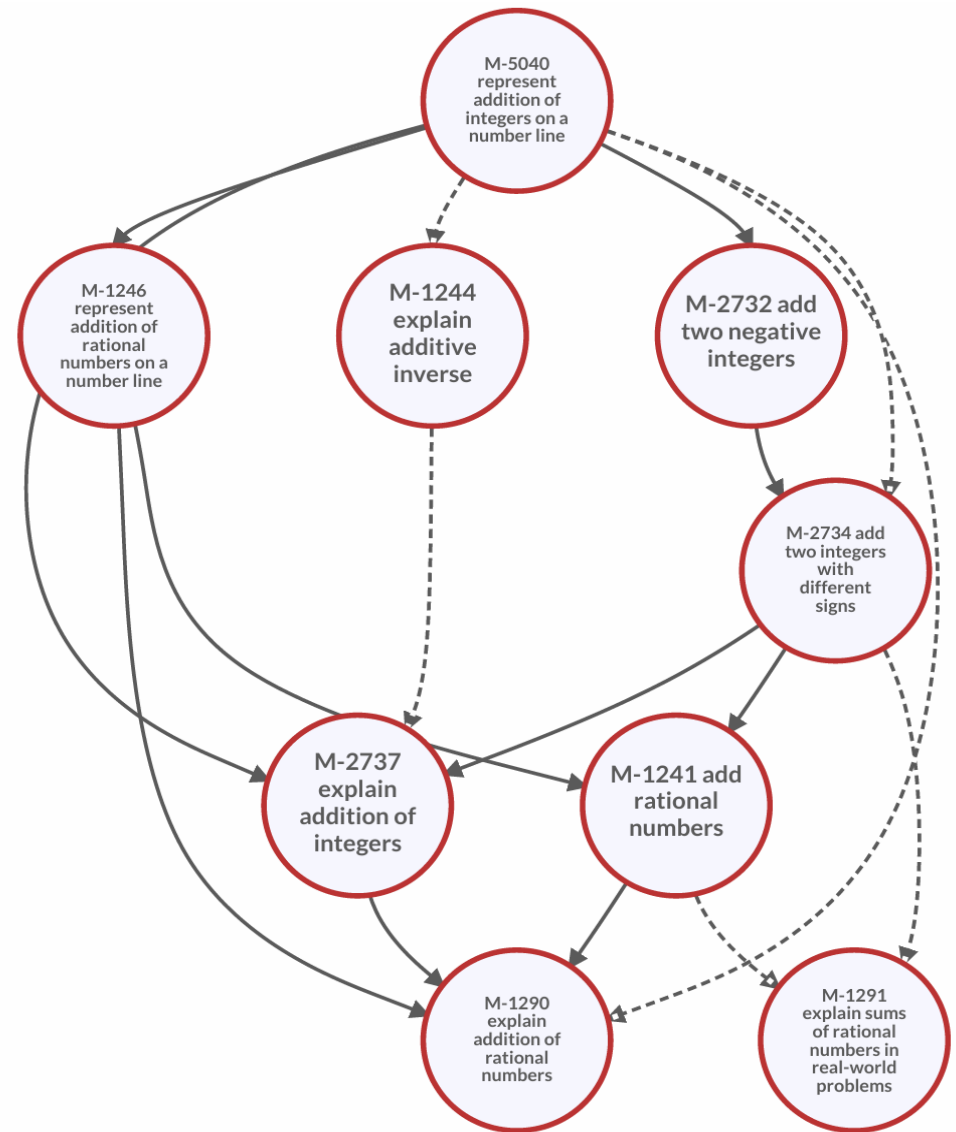 M-5040
represent
addition of
integers on a
number line
M-1246
represent
addition of
rational
numbers on a
number line
M-1244
explain
additive
inverse
M-2732 add
two negative
integers
M-2734 add
two integers
with
different
signs
M-2737
explain
addition of
integers
M-1241 add
rational
numbers
M-1290
explain
addition of
rational
numbers
M-1291
explain sums
of rational
numbers in
real-world
problems